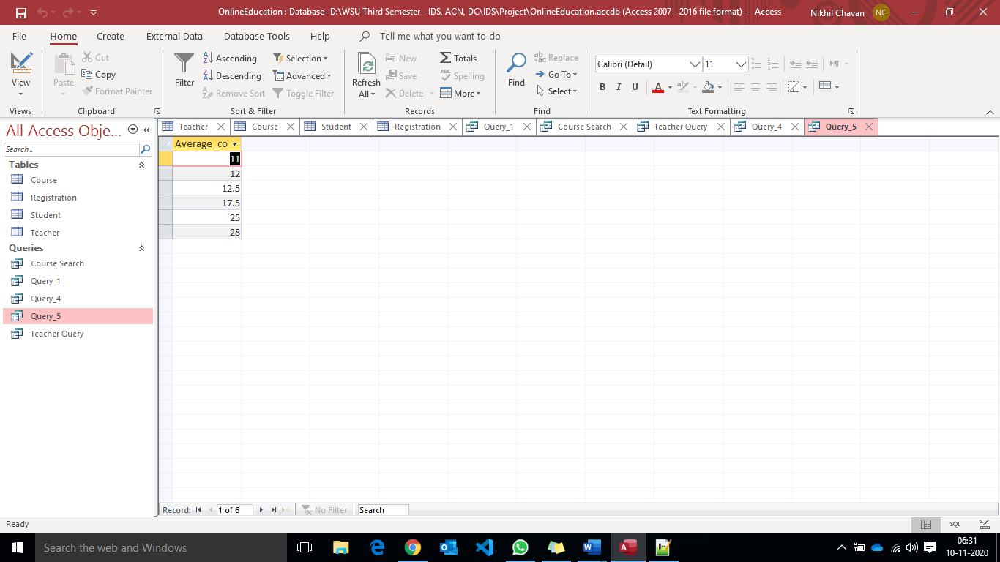 OnlineEducation : Database- D:\WSU Third Semester - IDS, ACN, DC\IDS\Project\OnlineEducation.accdb (Access 2007 - 2016 file format) - Access
Nikhil Chavan NC
File Home Create External Data Database Tools Help Tell me what you want to do
View
Views
Paste
Cut
Copy
Format Painter
Clipboard
Filter
Ascending
Descending
Remove Sort
Selection
Advanced
Toggle Filter
Sort & Filter
Refresh
All
New
Save
Delete
Totals
Spelling
More
Records
Find
Replace
Go To
Select
Find
Calibri (Detail) 11
B I U A
Text Formatting
All Access Obje...
Search...
Tables
Course
Registration
Student
Teacher
Queries
Course Search
Query_1
Query_4
Query_5
Teacher Query
Teacher Course Student Registration Query_1 Course Search Teacher Query Query_4 Query_5
Average_co
11
12
12.5
17.5
25
28
Record: 1 of 6 No Filter Search
Ready SQL
Search the web and Windows
06:31
10-11-2020